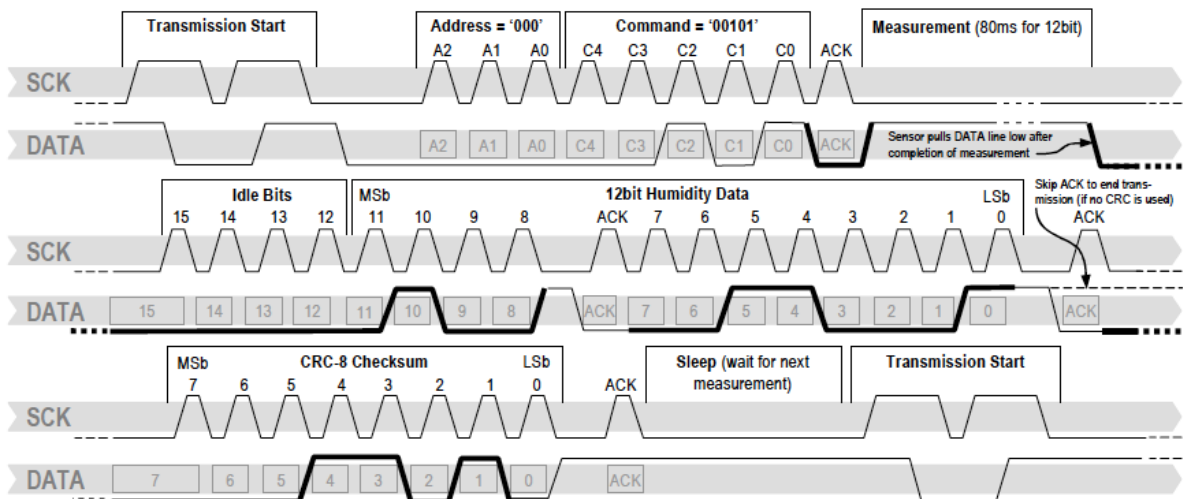 Transmission Start Address = ‘000’ Command = ‘00101’ Measurement (80ms for 12bit)
A2 A1 A0 C4 C3 C2 C1 C0 ACK
SCK
DATA A2 A1 A0 C4 C3 C2 C1 C0 ACK
Sensor pulls DATA line low after
completion of measurement
Skip ACK to end trans-
mission (if no CRC is used)
Idle Bits MSb 12bit Humidity Data LSb
15 14 13 12 11 10 9 8 ACK 7 6 5 4 3 2 1 0 ACK
SCK
DATA 15 14 13 12 11 10 9 8 ACK 7 6 5 4 3 2 1 0 ACK
MSb CRC-8 Checksum LSb Sleep (wait for next Transmission Start
measurement)
7 6 5 4 3 2 1 0 ACK
SCK
DATA 7 6 5 4 3 2 1 0 ACK